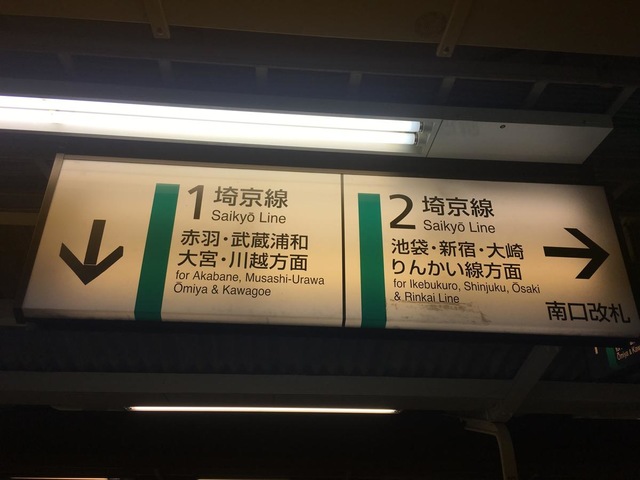 1 埼京線
Saikyō Line
赤羽・武蔵浦和
大宮・川越方面
for Akabane, Musashi-Urawa
Ōmiya & Kawagoe
2 埼京線
Saikyō Line
池袋・新宿・大崎
りんかい線方面
for Ikebukuro, Shinjuku, Ōsaki
& Rinkai Line
南口改札